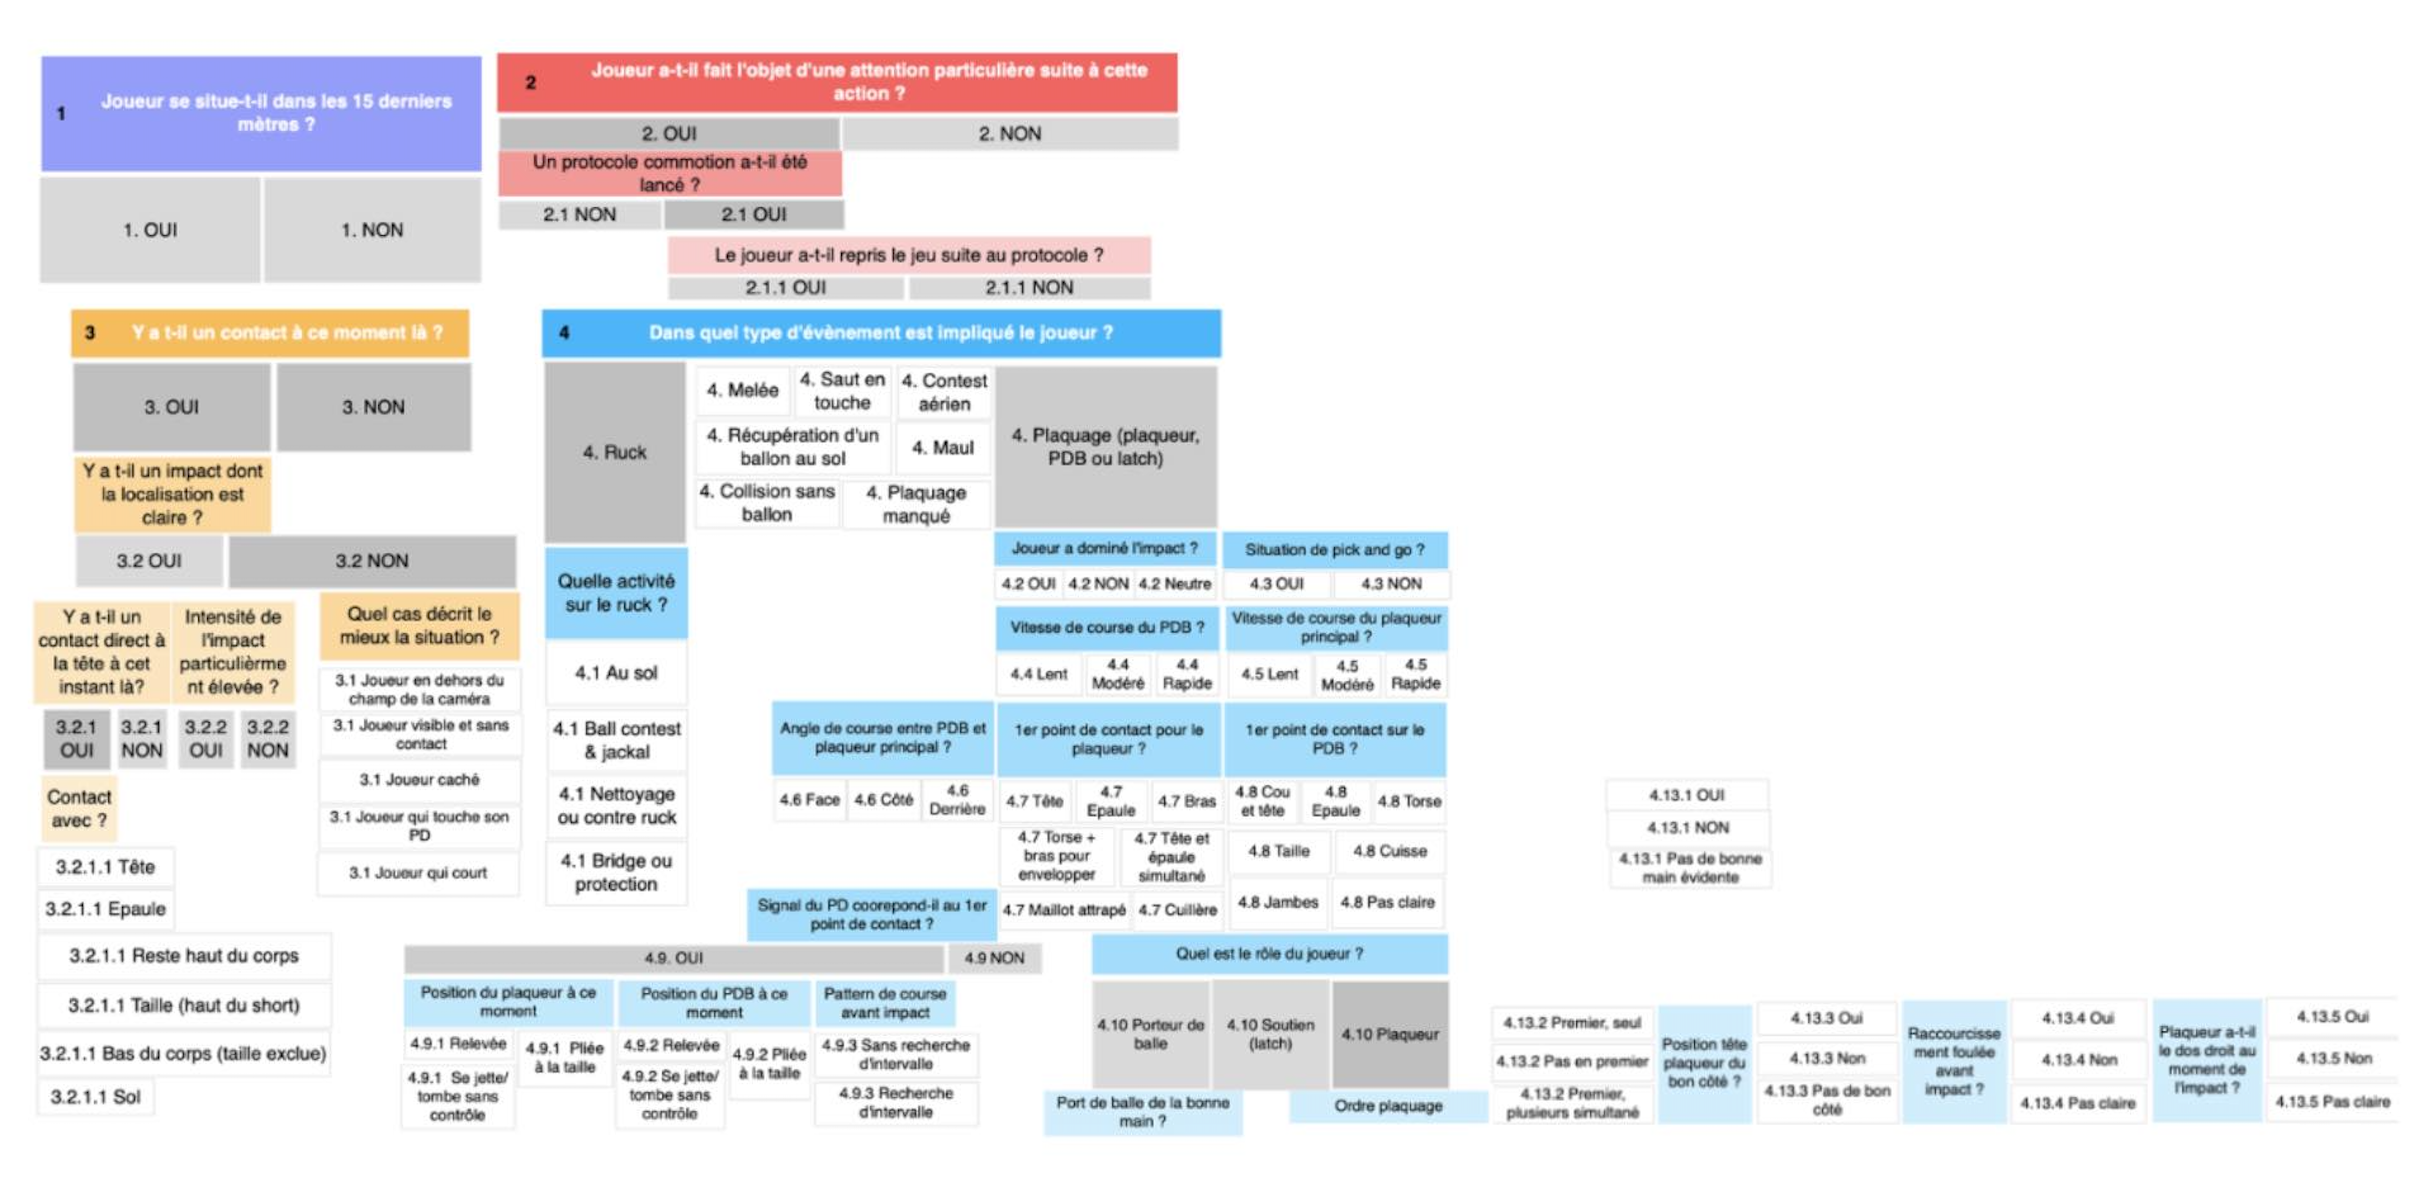 1
Joueur se situe-t-il dans les 15 derniers
mètres ?
1. OUI
1. NON
2
Joueur a-t-il fait l'objet d'une attention particulière suite à cette
action ?
2. OUI
2. NON
Un protocole commotion a-t-il été
lancé ?
2.1 NON
2.1 OUI
Le joueur a-t-il repris le jeu suite au protocole ?
2.1.1 OUI
2.1.1 NON
3
Y a t-il un contact à ce moment là ?
3. OUI
3. NON
Y a t-il un impact dont
la localisation est
claire ?
3.2 OUI
3.2 NON
Y a t-il un
contact direct à
la tête à cet
instant là?
Intensité de
l'impact
particulièrme
nt élevée ?
Quel cas décrit le
mieux la situation ?
3.2.1
OUI
3.2.1
NON
3.2.2
OUI
3.2.2
NON
3.1 Joueur en dehors du
champ de la caméra
3.1 Joueur visible et sans
contact
3.1 Joueur caché
3.1 Joueur qui touche son
PD
3.1 Joueur qui court
Contact
avec ?
3.2.1.1 Tête
3.2.1.1 Epaule
3.2.1.1 Reste haut du corps
3.2.1.1 Taille (haut du short)
3.2.1.1 Bas du corps (taille exclue)
3.2.1.1 Sol
4
Dans quel type d'évènement est impliqué le joueur ?
4. Ruck
4. Melée
4. Saut en
touche
4. Contest
aérien
4. Récupération d'un
ballon au sol
4. Maul
4. Collision sans
ballon
4. Plaquage
manqué
4. Plaquage (plaqueur,
PDB ou latch)
Quelle activité
sur le ruck ?
4.1 Au sol
4.1 Ball contest
& jackal
4.1 Nettoyage
ou contre ruck
4.1 Bridge ou
protection
Joueur a dominé l'impact ?
4.2 OUI
4.2 NON
4.2 Neutre
Situation de pick and go ?
4.3 OUI
4.3 NON
Vitesse de course du PDB ?
4.4 Lent
4.4
Modéré
4.4
Rapide
Vitesse de course du plaqueur
principal ?
4.5 Lent
4.5
Modéré
4.5
Rapide
Angle de course entre PDB et
plaqueur principal ?
4.6 Face
4.6 Côté
4.6
Derrière
1er point de contact pour le
plaqueur ?
4.7 Tête
4.7
Epaule
4.7 Bras
4.7 Torse +
bras pour
envelopper
4.7 Tête et
épaule
simultané
4.7 Maillot attrapé
4.7 Cuillère
1er point de contact sur le
PDB ?
4.8 Cou
et tête
4.8
Epaule
4.8 Torse
4.8 Taille
4.8 Cuisse
4.8 Jambes
4.8 Pas claire
Signal du PD coorepond-il au 1er
point de contact ?
4.9. OUI
4.9 NON
Position du plaqueur à ce
moment
4.9.1 Relevée
4.9.1 Pliée
à la taille
4.9.1 Se jette/
tombe sans
contrôle
Position du PDB à ce
moment
4.9.2 Relevée
4.9.2 Pliée
à la taille
4.9.2 Se jette/
tombe sans
contrôle
Pattern de course
avant impact
4.9.3 Sans recherche
d'intervalle
4.9.3 Recherche
d'intervalle
Quel est le rôle du joueur ?
4.10 Porteur de
balle
4.10 Soutien
(latch)
4.10 Plaqueur
Port de balle de la bonne
main ?
4.13.1 OUI
4.13.1 NON
4.13.1 Pas de bonne
main évidente
Ordre plaquage
4.13.2 Premier, seul
4.13.2 Pas en premier
4.13.2 Premier,
plusieurs simultané
Position tête
plaqueur du
bon côté ?
4.13.3 Oui
4.13.3 Non
4.13.3 Pas de bon
côté
Raccourcisse
ment foulée
avant
impact ?
4.13.4 Oui
4.13.4 Non
4.13.4 Pas claire
Plaqueur a-t-il
le dos droit au
moment de
l'impact ?
4.13.5 Oui
4.13.5 Non
4.13.5 Pas claire